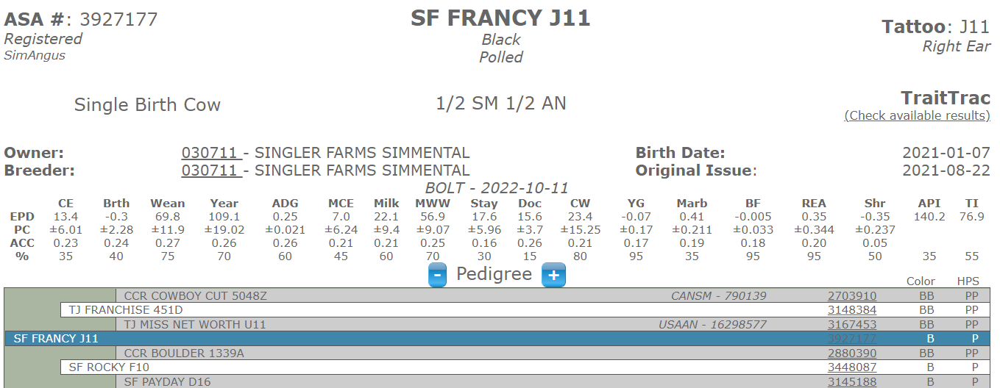 ASA #: 3927177
SF FRANCY J11
Tattoo: J11
Registered
Black
Right Ear
SimAngus
Polled
Single Birth Cow
1/2 SM 1/2 AN
TraitTrac
(Check available results)
Owner: 030711 - SINGLER FARMS SIMMENTAL Birth Date: 2021-01-07
Breeder: 030711 - SINGLER FARMS SIMMENTAL Original Issue: 2021-08-22
BOLT - 2022-10-11
CE Brth Wean Year ADG MCE Milk MWW Stay Doc CW YG Marb BF REA Shr API TI
EPD 13.4 -0.3 69.8 109.1 0.25 7.0 22.1 56.9 17.6 15.6 23.4 -0.07 0.41 -0.005 0.35 -0.35 140.2 76.9
PC ±6.01 ±2.28 ±11.9 ±19.02 ±0.021 ±6.24 ±9.4 ±9.07 ±5.96 ±3.7 ±15.25 ±0.17 ±0.211 ±0.033 ±0.344 ±0.237
ACC 0.23 0.24 0.27 0.26 0.26 0.21 0.21 0.25 0.16 0.26 0.21 0.17 0.19 0.18 0.20 0.05
% 35 40 75 70 60 45 60 70 30 15 80 95 35 95 95 50 35 55
- Pedigree +
Color HPS
CCR COWBOY CUT 5048Z CANSM - 790139 2703910 BB PP
TJ FRANCHISE 451D 3148384 BB PP
TJ MISS NET WORTH U11 USAAN - 16298577 3167453 BB PP
SF FRANCY J11 3927177 B P
CCR BOULDER 1339A 2880390 BB PP
SF ROCKY F10 3448087 B P
SF PAYDAY D16 3145188 B P